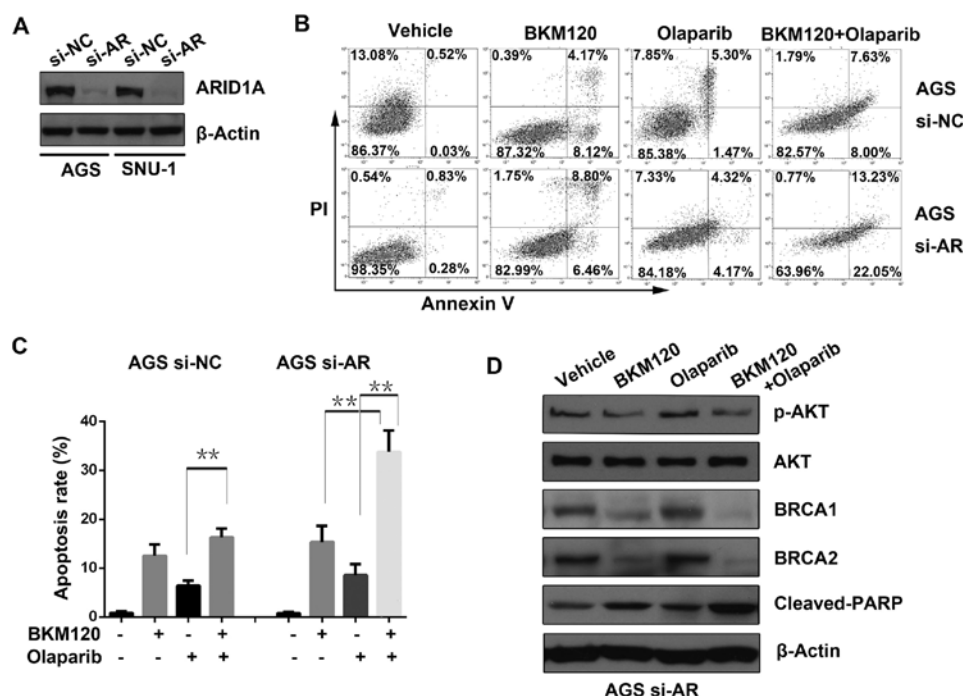 A
si-NC si-AR si-NC si-AR
ARID1A
β-Actin
AGS SNU-1
B
Vehicle BKM120 Olaparib BKM120+Olaparib
13.08% 0.52% 0.39% 4.17% 7.85% 5.30% 1.79% 7.63%
AGS
si-NC
86.37% 0.03% 87.32% 8.12% 85.38% 1.47% 82.57% 8.00%
0.54% 0.83% 1.75% 8.80% 7.33% 4.32% 0.77% 13.23%
AGS
si-AR
PI
98.35% 0.28% 82.99% 6.46% 84.18% 4.17% 63.96% 22.05%
Annexin V
C
AGS si-NC AGS si-AR
Apoptosis rate (%)
40
30
20
10
0
** ** **
BKM120 - + - + - + - +
Olaparib - - + + - - + +
D
Vehicle BKM120 Olaparib BKM120
+Olaparib
p-AKT
AKT
BRCA1
BRCA2
Cleaved-PARP
β-Actin
AGS si-AR